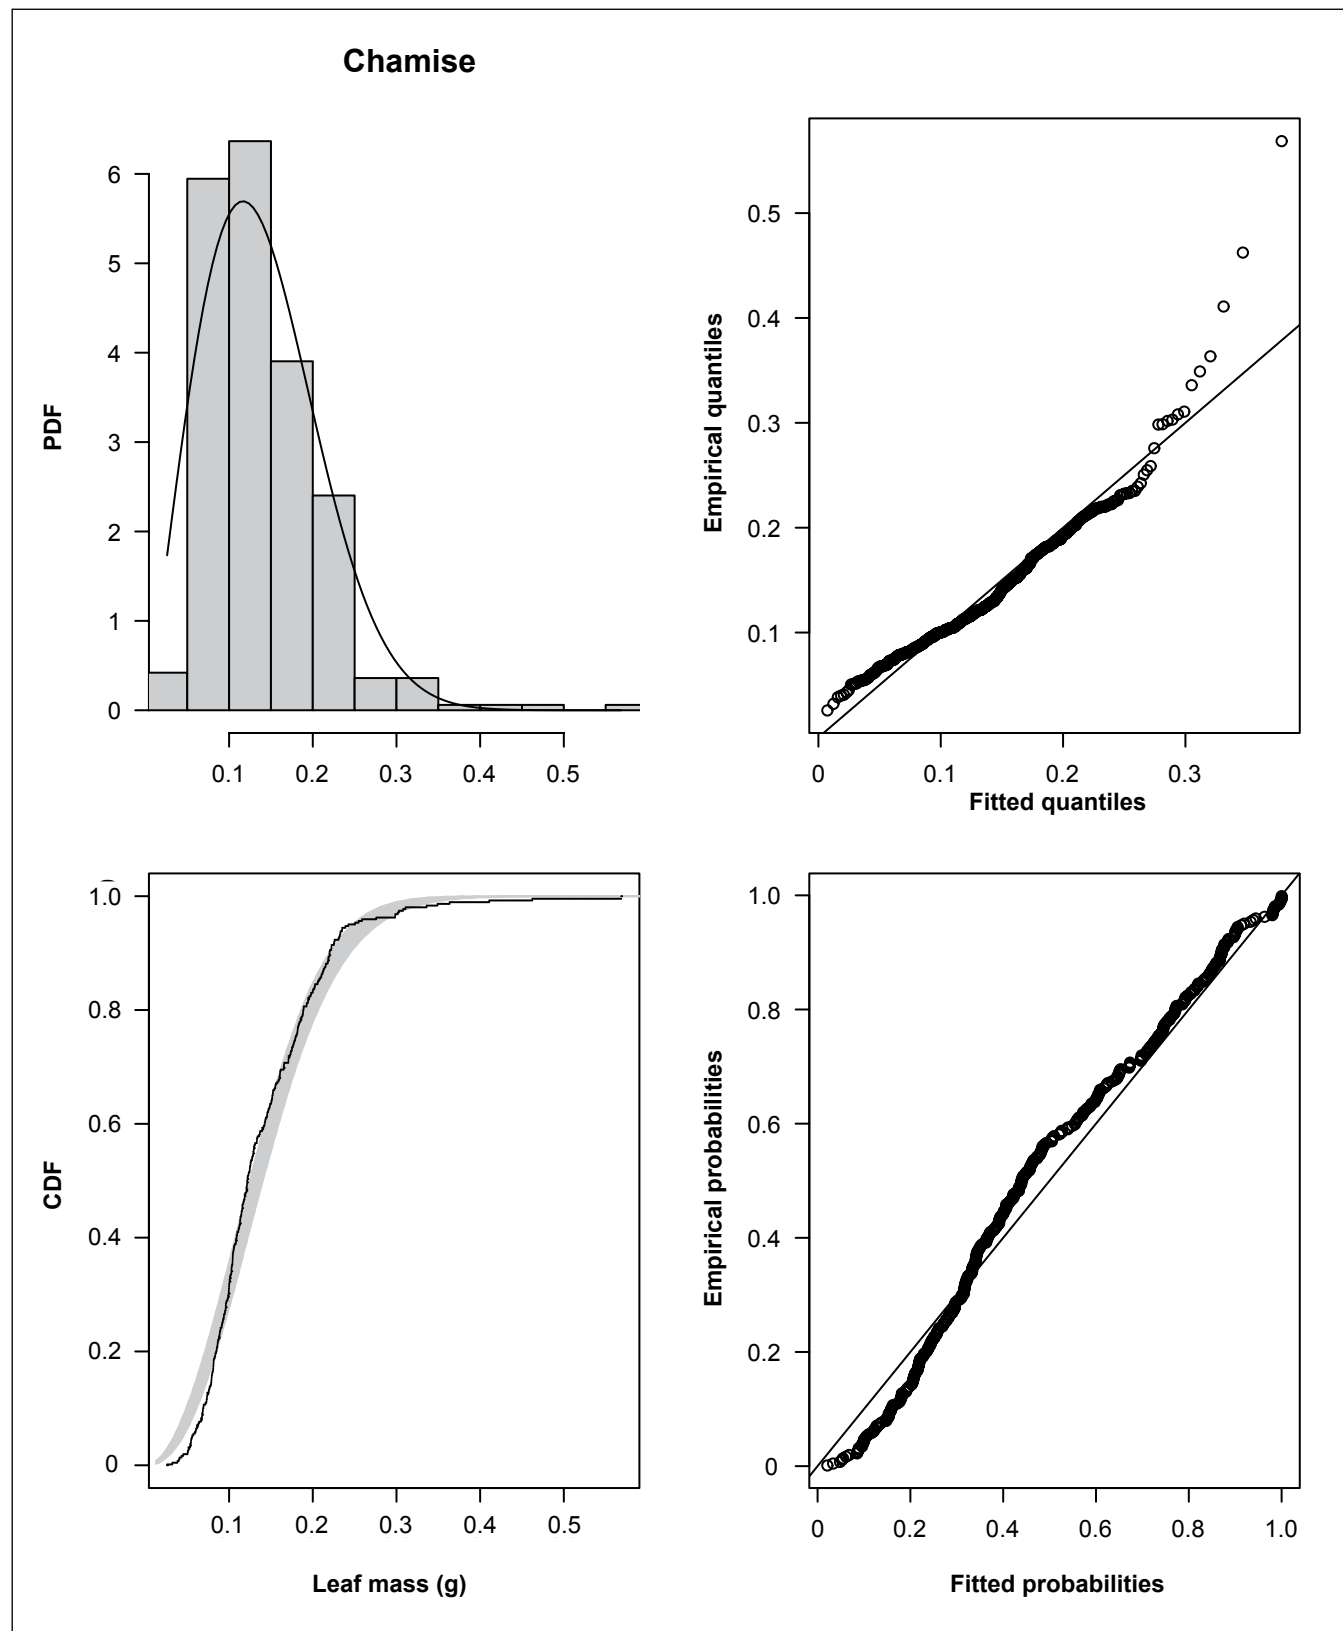 Chamise
PDF
6
5
4
3
2
1
0
0.1 0.2 0.3 0.4 0.5
Empirical quantiles
0.5
0.4
0.3
0.2
0.1
0 0.1 0.2 0.3
Fitted quantiles
CDF
1.0
0.8
0.6
0.4
0.2
0
0.1 0.2 0.3 0.4 0.5
Leaf mass (g)
Empirical probabilities
1.0
0.8
0.6
0.4
0.2
0
0 0.2 0.4 0.6 0.8 1.0
Fitted probabilities